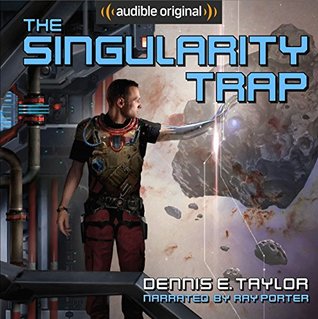 audible original
THE
SINGULARITY
TRAP
DENNIS E. TAYLOR
NARRATED BY RAY PORTER